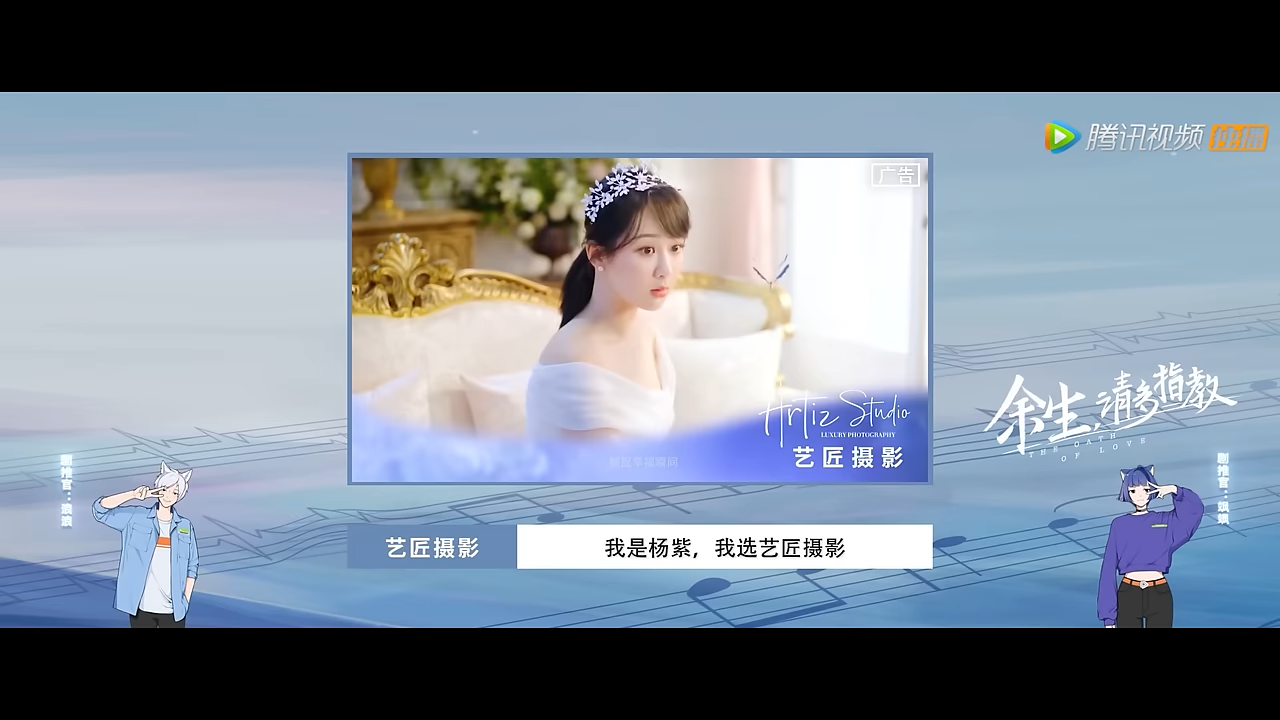 腾讯视频 独播
广告
Artiz Studio
LUXURY PHOTOGRAPHY
艺匠摄影
余生，请多指教
THE OATH
OF LOVE
艺匠摄影
我是杨紫，我选艺匠摄影